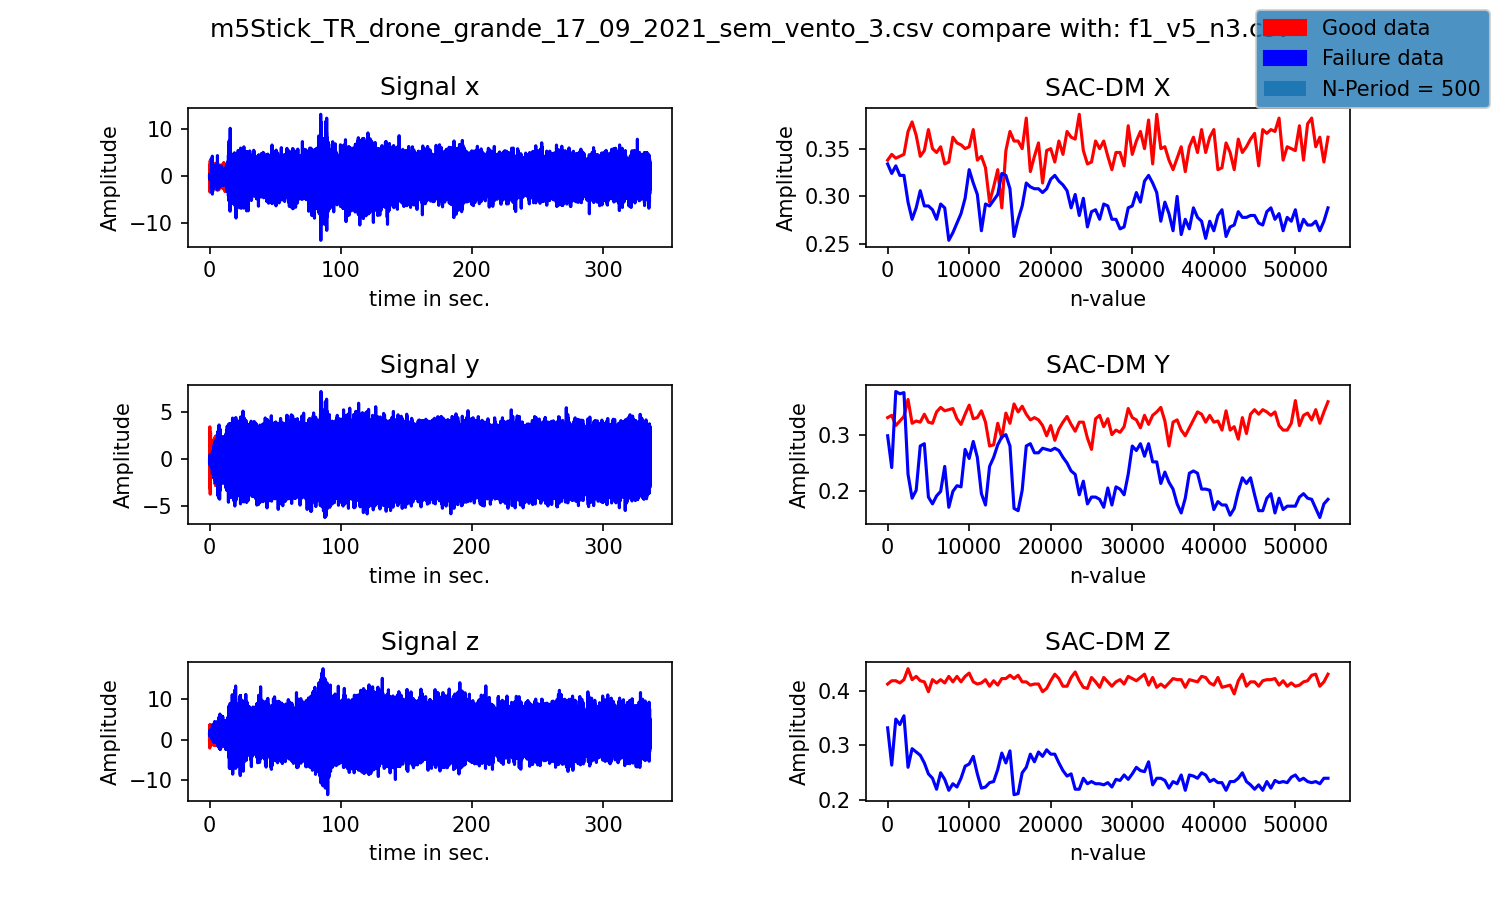 m5Stick_TR_drone_grande_17_09_2021_sem_vento_3.csv compare with: f1_v5_n3.csv
Good data
Failure data
N-Period = 500
Signal x
Amplitude
10
0
−10
0 100 200 300
time in sec.
SAC-DM X
Amplitude
0.35
0.30
0.25
0 10000 20000 30000 40000 50000
n-value
Signal y
Amplitude
5
0
−5
0 100 200 300
time in sec.
SAC-DM Y
Amplitude
0.3
0.2
0 10000 20000 30000 40000 50000
n-value
Signal z
Amplitude
10
0
−10
0 100 200 300
time in sec.
SAC-DM Z
Amplitude
0.4
0.3
0.2
0 10000 20000 30000 40000 50000
n-value